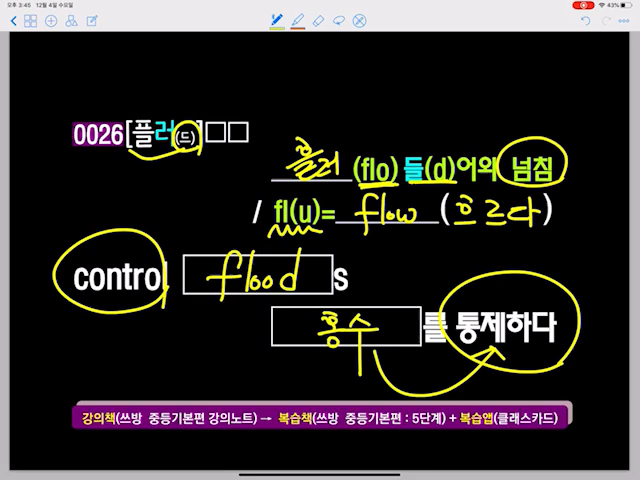 오후 3:45 12월 4일 수요일
43%
0026[플러(드)]□□
흘러 (flo) 들(d)어와 넘침
/ fl(u)= flow (흐르다)
control flood s
홍수 를 통제하다
강의책(쓰방 중등기본편 강의노트) → 복습책(쓰방 중등기본편 : 5단계) + 복습앱(클래스카드)